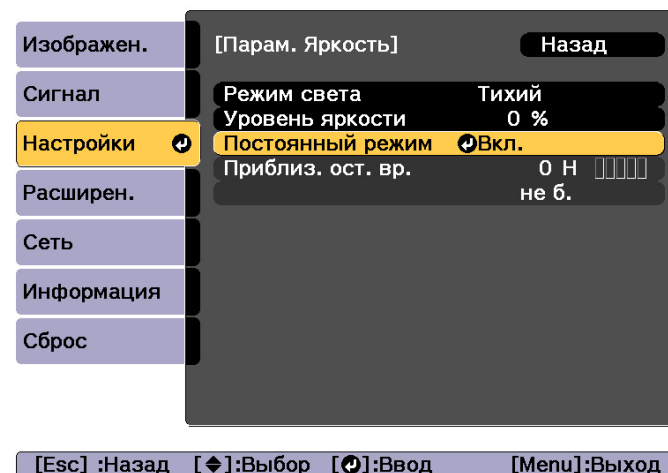 Изображен.
Сигнал
Настройки
Расширен.
Сеть
Информация
Сброс
[Парам. Яркость] Назад
Режим света Тихий
Уровень яркости 0 %
Постоянный режим Вкл.
Приблиз. ост. вр. 0 H
не б.
[Esc] :Назад [◆]:Выбор [↵]:Ввод [Menu]:Выход